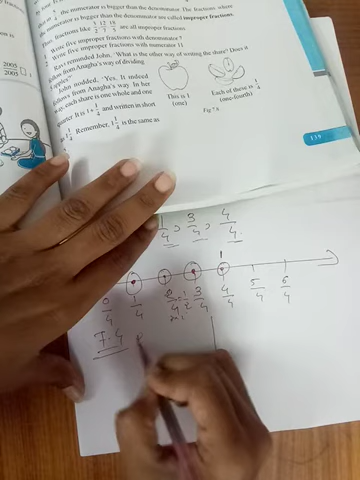 the numerator is bigger than the denominator. The fractions where
the numerator is bigger than the denominator are called improper fractions.
Thus, fractions like 3/2, 12/7, 18/5 are all improper fractions.
1. Write five improper fractions with denominator 7.
Write five improper fractions with numerator 11.
Ravi reminded John, "What is the other way of writing the share? Does it
follow from Anagha's way of dividing
5 apples?"
John nodded, "Yes, It indeed
follows from Anagha's way. In her
way, each share is one whole and one
quarter. It is 1 + 1/4 and written in short
as 1 1/4. Remember, 1 1/4 is the same as
This is 1
(one)
Each of these is 1/4
(one-fourth)
139
2005
2005
1/4 , 3/4 , 4/4
1
0/4 1/4 2/4 = 1/2 3/4 4/4 5/4 6/4
7.4